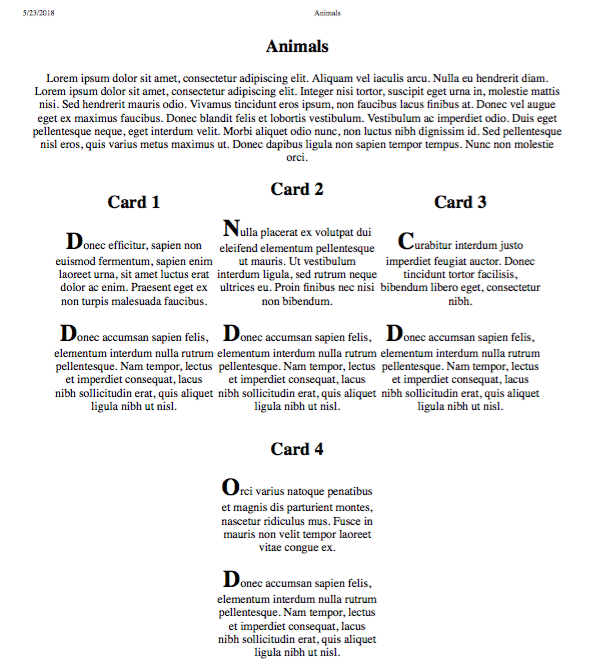 5/23/2018
Animals
Animals
Lorem ipsum dolor sit amet, consectetur adipiscing elit. Aliquam vel iaculis arcu. Nulla eu hendrerit diam.
Lorem ipsum dolor sit amet, consectetur adipiscing elit. Integer nisi tortor, suscipit eget urna in, molestie mattis
nisi. Sed hendrerit mauris odio. Vivamus tincidunt eros ipsum, non faucibus lacus finibus at. Donec vel augue
eget ex maximus faucibus. Donec blandit felis et lobortis vestibulum. Vestibulum ac imperdiet odio. Duis eget
pellentesque neque, eget interdum velit. Morbi aliquet odio nunc, non luctus nibh dignissim id. Sed pellentesque
nisl eros, quis varius metus maximus ut. Donec dapibus ligula non sapien tempor tempus. Nunc non molestie
orci.
Card 1
Donec efficitur, sapien non
euismod fermentum, sapien enim
laoreet urna, sit amet luctus erat
dolor ac enim. Praesent eget ex
non turpis malesuada faucibus.
Donec accumsan sapien felis,
elementum interdum nulla rutrum
pellentesque. Nam tempor, lectus
et imperdiet consequat, lacus
nibh sollicitudin erat, quis aliquet
ligula nibh ut nisl.
Card 2
Nulla placerat ex volutpat dui
eleifend elementum pellentesque
ut mauris. Ut vestibulum
interdum ligula, sed rutrum neque
ultrices eu. Proin finibus nec nisi
non bibendum.
Donec accumsan sapien felis,
elementum interdum nulla rutrum
pellentesque. Nam tempor, lectus
et imperdiet consequat, lacus
nibh sollicitudin erat, quis aliquet
ligula nibh ut nisl.
Card 3
Curabitur interdum justo
imperdiet feugiat auctor. Donec
tincidunt tortor facilisis,
bibendum libero eget, consectetur
nibh.
Donec accumsan sapien felis,
elementum interdum nulla rutrum
pellentesque. Nam tempor, lectus
et imperdiet consequat, lacus
nibh sollicitudin erat, quis aliquet
ligula nibh ut nisl.
Card 4
Orci varius natoque penatibus
et magnis dis parturient montes,
nascetur ridiculus mus. Fusce in
mauris non velit tempor laoreet
vitae congue ex.
Donec accumsan sapien felis,
elementum interdum nulla rutrum
pellentesque. Nam tempor, lectus
et imperdiet consequat, lacus
nibh sollicitudin erat, quis aliquet
ligula nibh ut nisl.